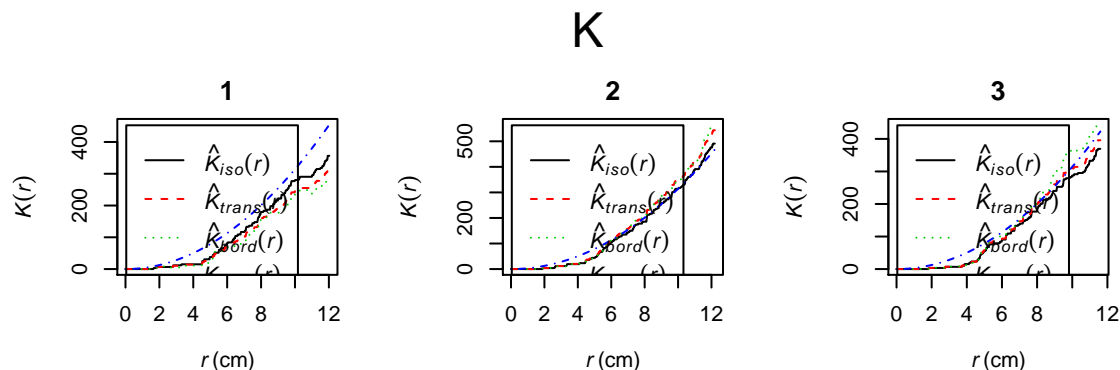 K
1
K(r)
0 200 400
K̂iso(r)
K̂trans(r)
K̂bord(r)
0 2 4 6 8 10 12
r (cm)
2
K(r)
0 200 500
K̂iso(r)
K̂trans(r)
K̂bord(r)
0 2 4 6 8 10 12
r (cm)
3
K(r)
0 200 400
K̂iso(r)
K̂trans(r)
K̂bord(r)
0 2 4 6 8 12
r (cm)